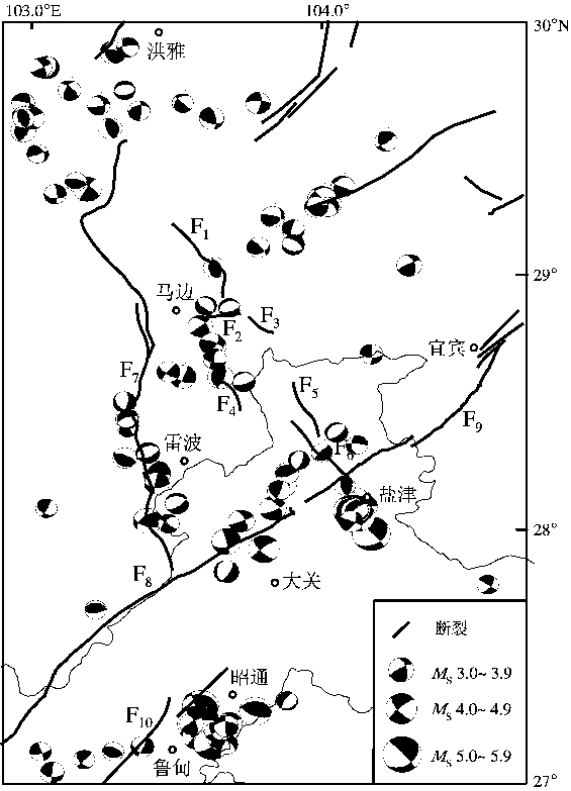 103.0°E
104.0°
30°N
洪雅
F1
29°
马边
F2
F3
宜宾
F7
F5
F4
F9
雷波
F6
盐津
28°
F8
大关
断裂
MS 3.0~3.9
昭通
MS 4.0~4.9
F10
MS 5.0~5.9
鲁甸
27°